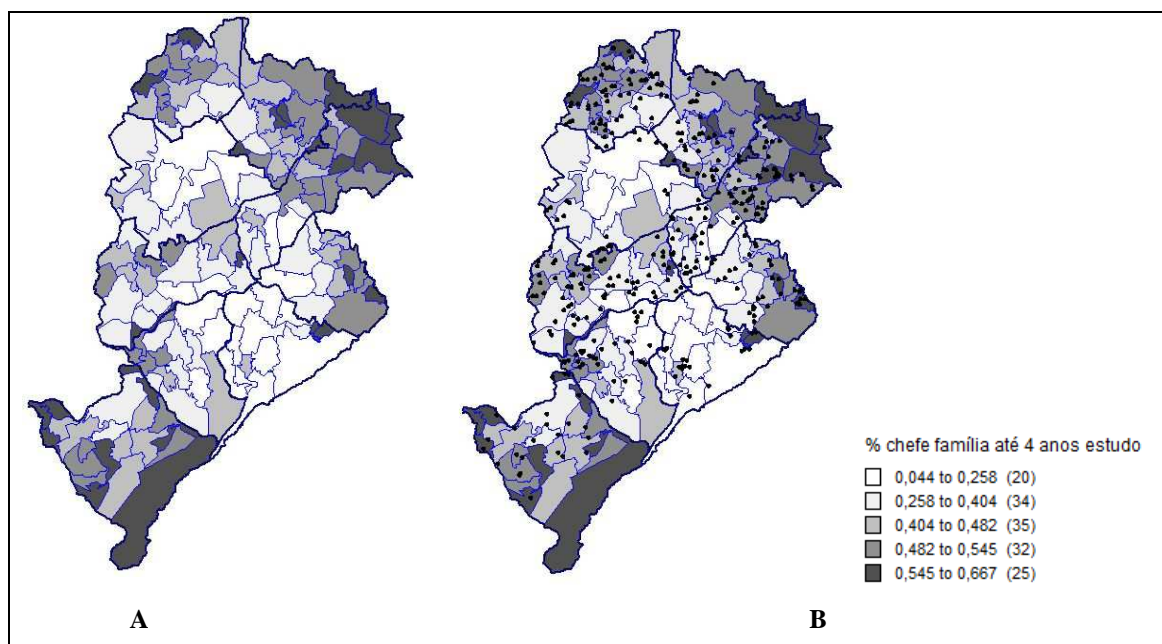 % chefe família até 4 anos estudo
0,044 to 0,258 (20)
0,258 to 0,404 (34)
0,404 to 0,482 (35)
0,482 to 0,545 (32)
0,545 to 0,667 (25)
A
B